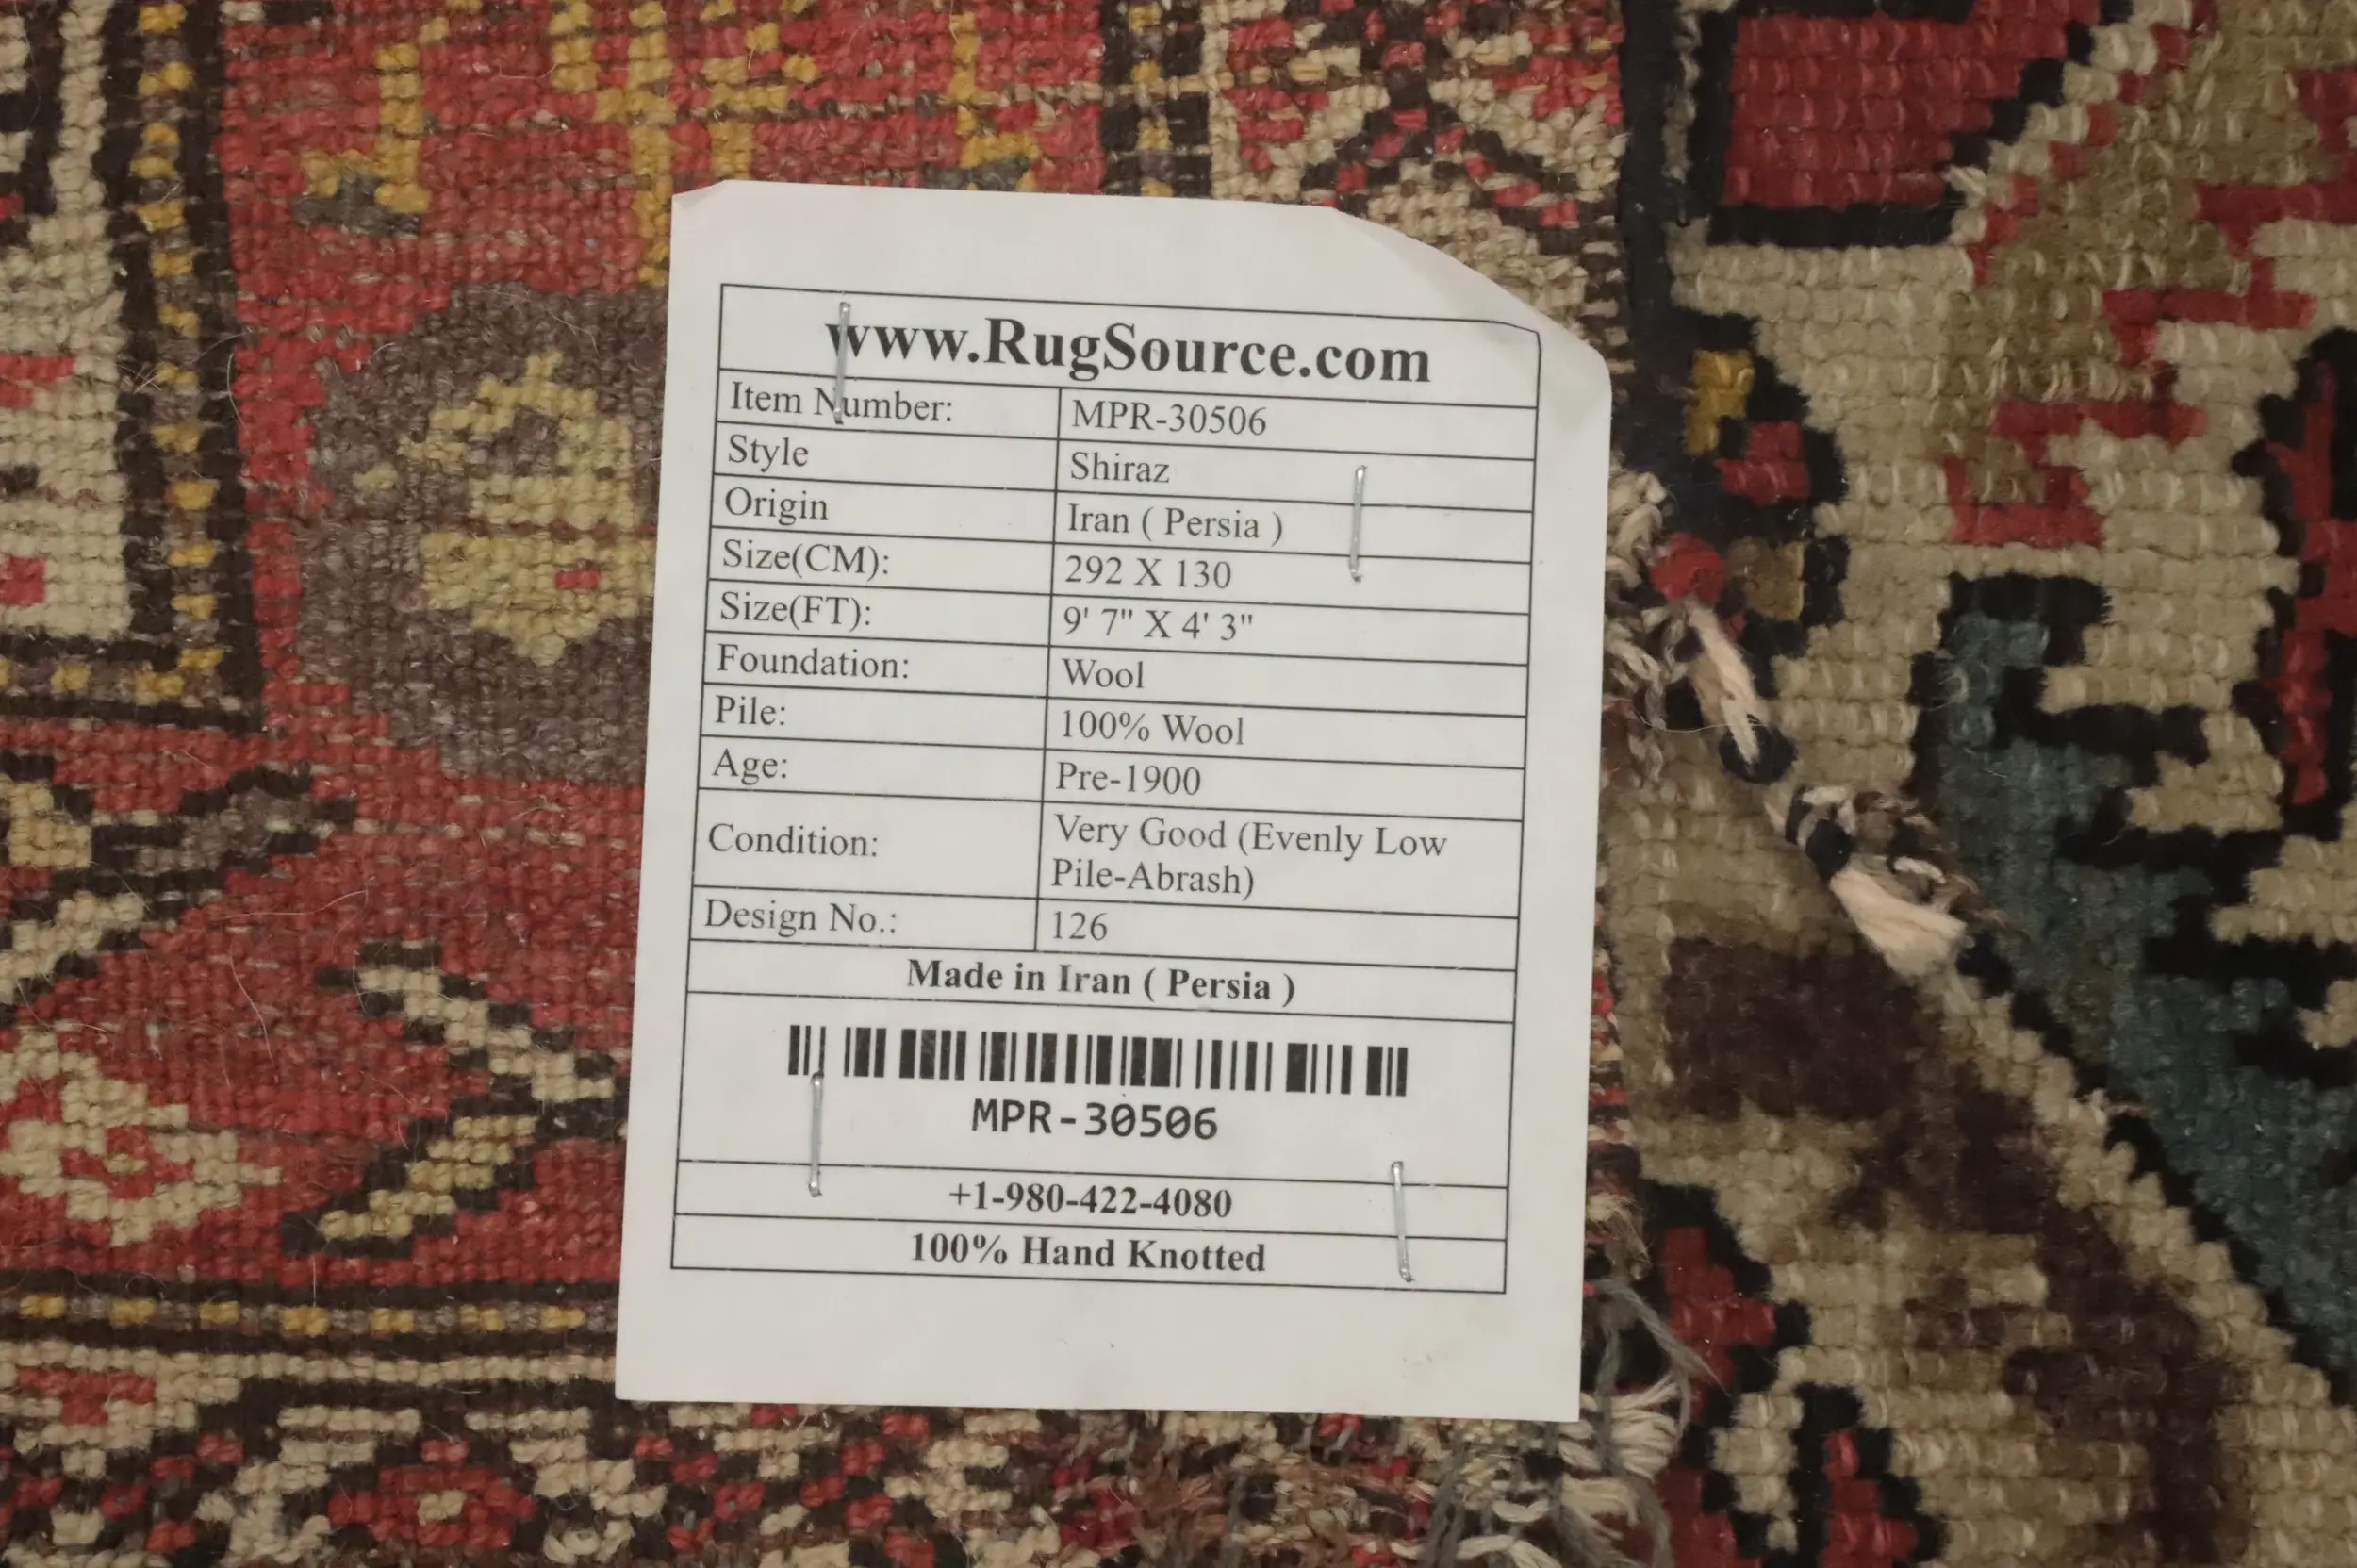 www.RugSource.com
Item Number: MPR-30506
Style Shiraz
Origin Iran ( Persia )
Size(CM): 292 X 130
Size(FT): 9' 7" X 4' 3"
Foundation: Wool
Pile: 100% Wool
Age: Pre-1900
Condition: Very Good (Evenly Low
Pile-Abrash)
Design No.: 126
Made in Iran ( Persia )
MPR-30506
+1-980-422-4080
100% Hand Knotted